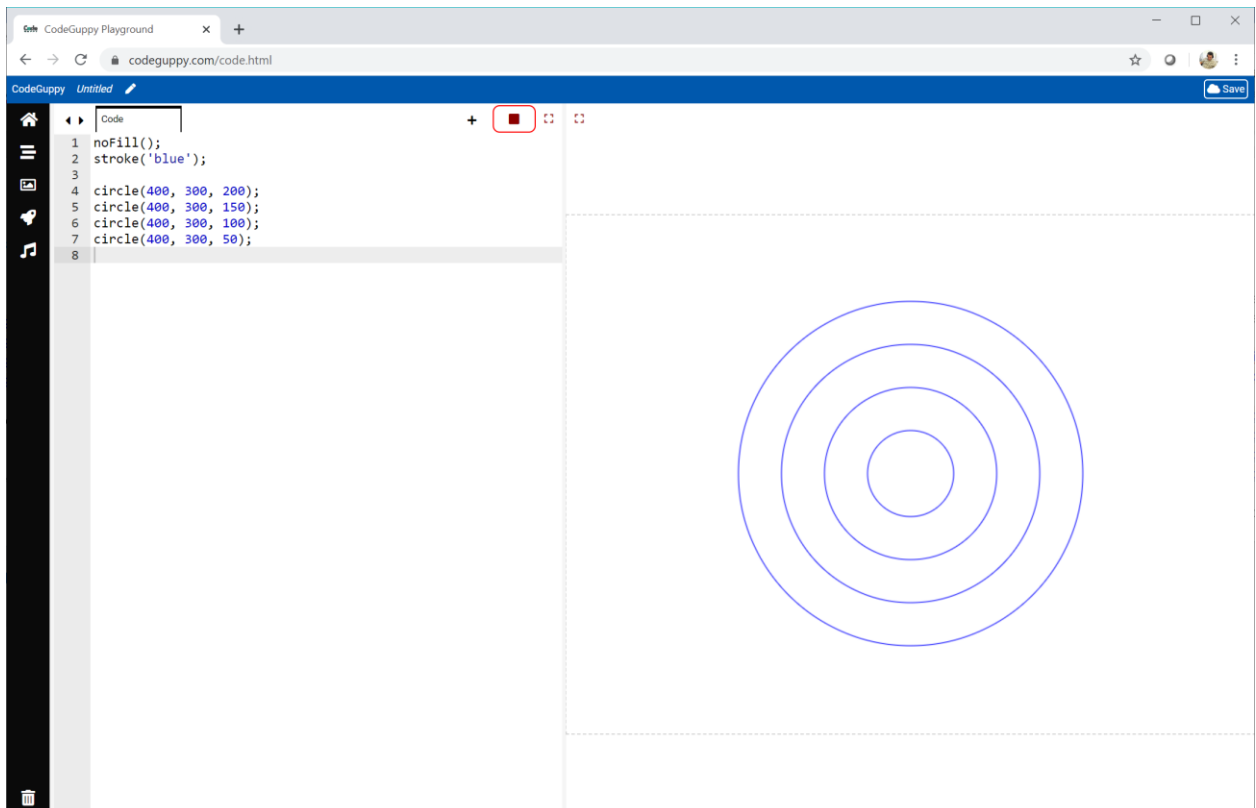 CodeGuppy Playground
codeguppy.com/code.html
CodeGuppy Untitled
Save
Code
1 noFill();
2 stroke('blue');
3
4 circle(400, 300, 200);
5 circle(400, 300, 150);
6 circle(400, 300, 100);
7 circle(400, 300, 50);
8